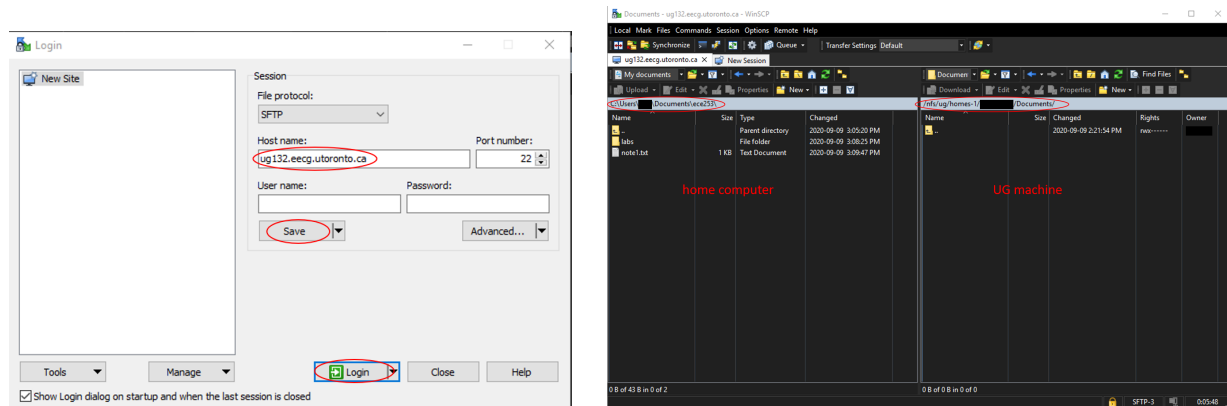 Login
New Site
Session
File protocol:
SFTP
Host name:
Port number:
ug132.eecg.utoronto.ca
22
User name:
Password:
Save
Advanced...
Tools
Manage
Login
Close
Help
Show Login dialog on startup and when the last session is closed
Documents - ug132.eecg.utoronto.ca - WinSCP
Local Mark Files Commands Session Options Remote Help
Synchronize Queue Transfer Settings Default
ug132.eecg.utoronto.ca New Session
My documents
Upload Edit Properties New
C:\Users\ \Documents\ece253\
Name Size Type Changed
.. Parent directory 2020-09-09 3:05:20 PM
labs File folder 2020-09-09 3:08:25 PM
note1.txt 1 KB Text Document 2020-09-09 3:09:47 PM
home computer
0 B of 43 B in 0 of 2
Documen Find Files
Download Edit Properties New
/nfs/ug/homes-1/ /Documents/
Name Size Changed Rights Owner
.. 2020-09-09 2:21:54 PM rwx------
UG machine
0 B of 0 B in 0 of 0
SFTP-3 0:05:48